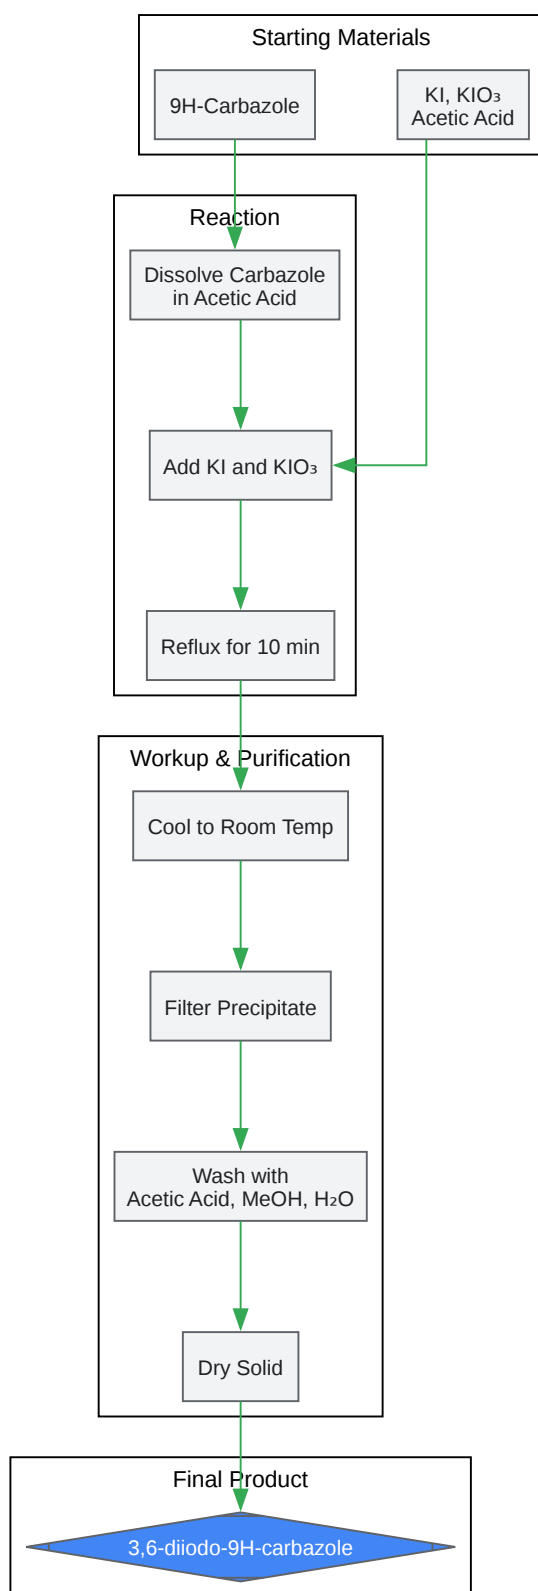 Starting Materials
9H-Carbazole
KI, KIO₃
Acetic Acid
Reaction
Dissolve Carbazole
in Acetic Acid
Add KI and KIO₃
Reflux for 10 min
Workup & Purification
Cool to Room Temp
Filter Precipitate
Wash with
Acetic Acid, MeOH, H₂O
Dry Solid
Final Product
3,6-diiodo-9H-carbazole